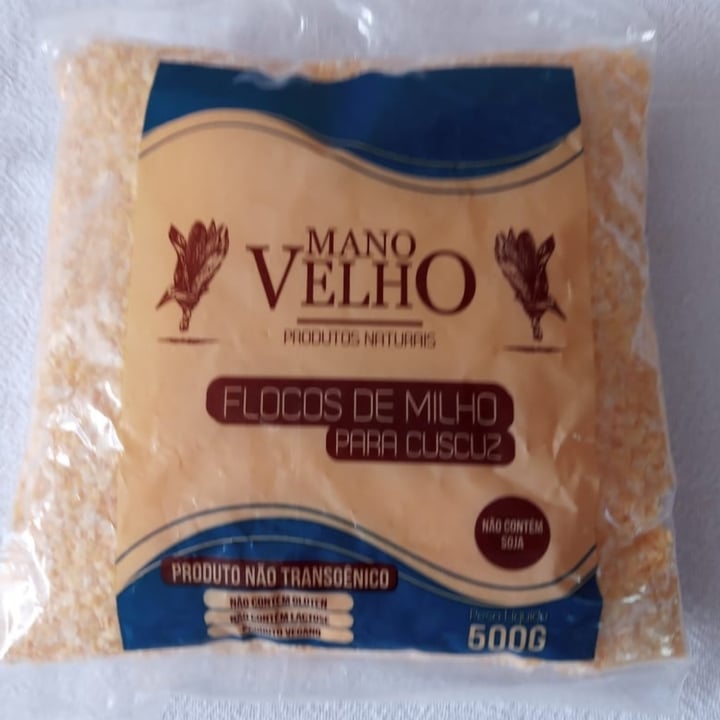 MANO
VELHO
PRODUTOS NATURAIS
FLOCOS DE MILHO
PARA CUSCUZ
NÃO CONTÉM
SOJA
PRODUTO NÃO TRANSGÊNICO
NÃO CONTÉM GLÚTEN
NÃO CONTÉM LACTOSE
PRODUTO VEGANO
Peso Líquido
500G